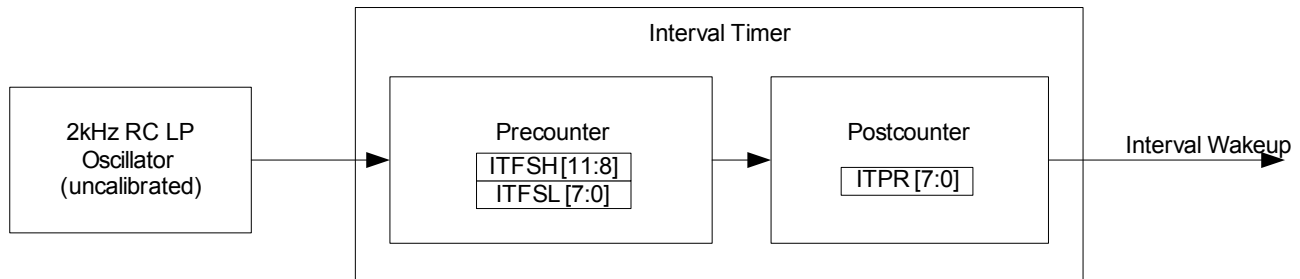 Interval Timer
2kHz RC LP
Oscillator
(uncalibrated)
Precounter
ITFSH[11:8]
ITFSL[7:0]
Postcounter
ITPR[7:0]
Interval Wakeup